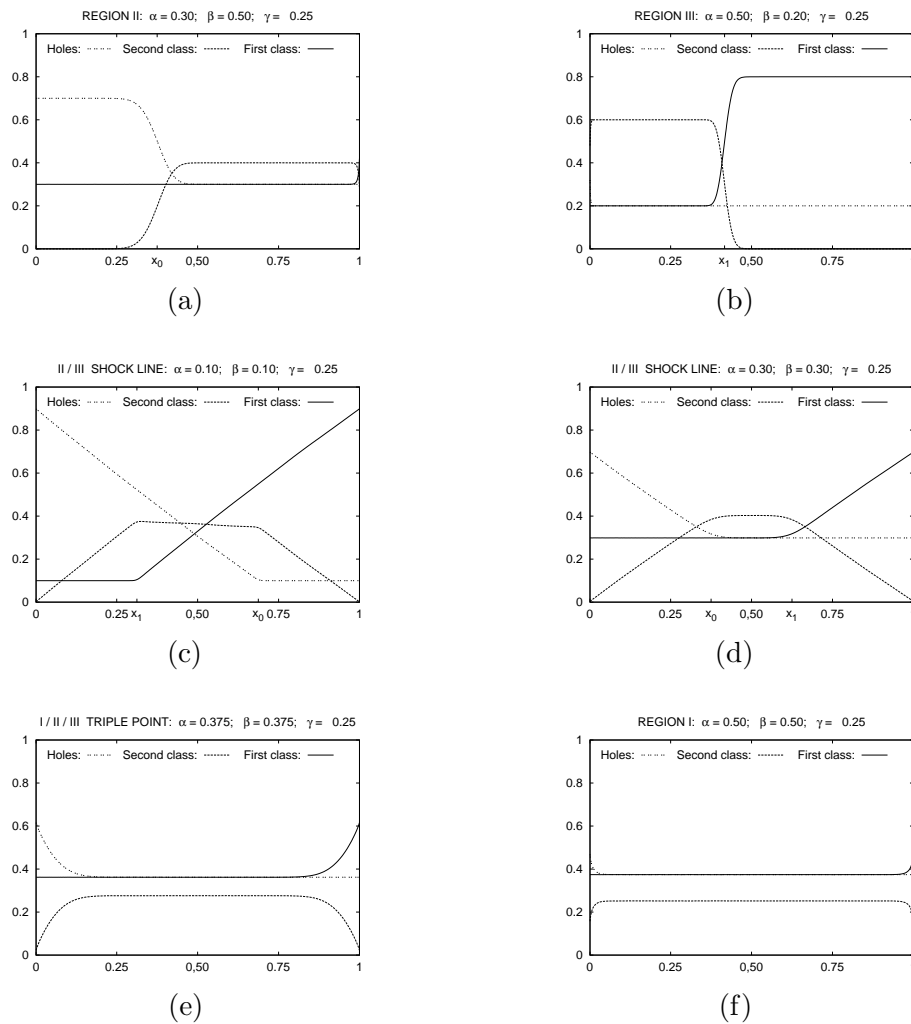 REGION II: α = 0.30; β = 0.50; γ = 0.25
Holes: Second class: First class:
1
0.8
0.6
0.4
0.2
0
0 0.25 x0 0,50 0.75 1
(a)
REGION III: α = 0.50; β = 0.20; γ = 0.25
Holes: Second class: First class:
1
0.8
0.6
0.4
0.2
0
0 0.25 x1 0,50 0.75
(b)
II / III SHOCK LINE: α = 0.10; β = 0.10; γ = 0.25
Holes: Second class: First class:
1
0.8
0.6
0.4
0.2
0
0 0.25 x1 0,50 x0 0.75 1
(c)
II / III SHOCK LINE: α = 0.30; β = 0.30; γ = 0.25
Holes: Second class: First class:
1
0.8
0.6
0.4
0.2
0
0 0.25 x0 0,50 x1 0.75
(d)
I / II / III TRIPLE POINT: α = 0.375; β = 0.375; γ = 0.25
Holes: Second class: First class:
1
0.8
0.6
0.4
0.2
0
0 0.25 0,50 0.75 1
(e)
REGION I: α = 0.50; β = 0.50; γ = 0.25
Holes: Second class: First class:
1
0.8
0.6
0.4
0.2
0
0 0.25 0,50 0.75
(f)